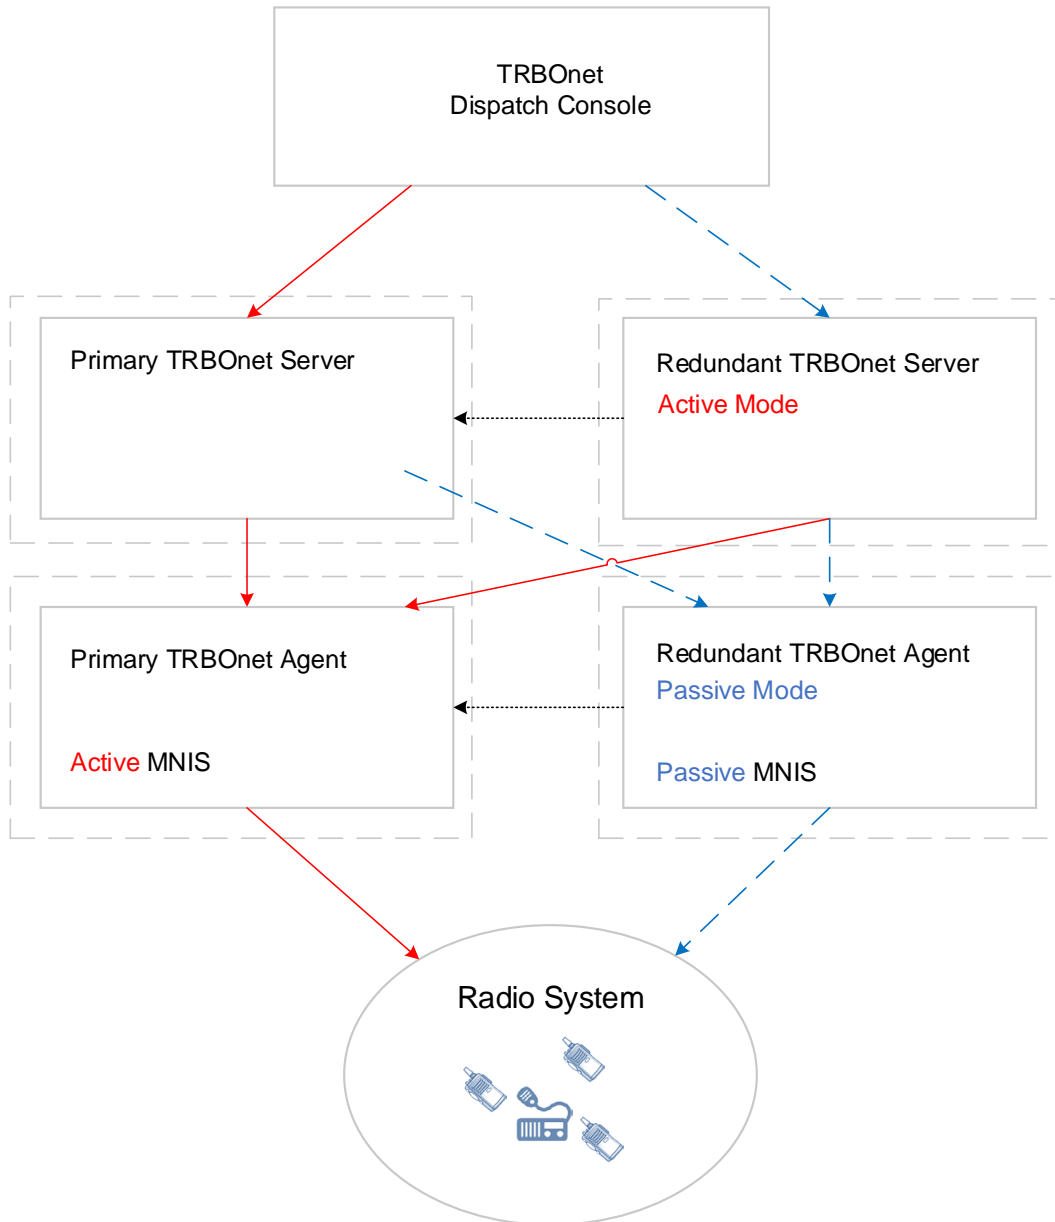 TRBOnet
Dispatch Console
Primary TRBOnet Server
Redundant TRBOnet Server
Active Mode
Primary TRBOnet Agent
Active MNIS
Redundant TRBOnet Agent
Passive Mode
Passive MNIS
Radio System